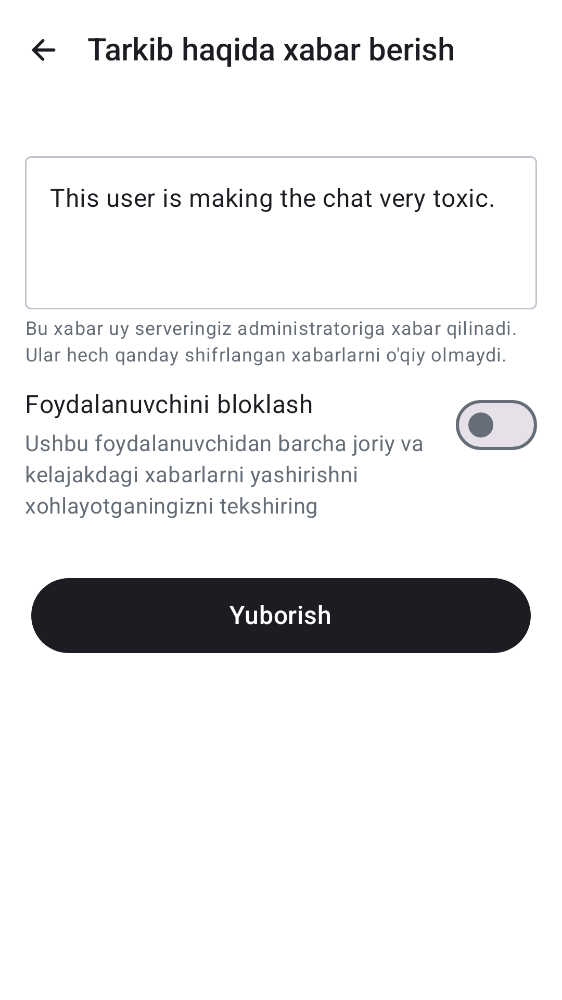 Tarkib haqida xabar berish
This user is making the chat very toxic.
Bu xabar uy serveringiz administratoriga xabar qilinadi.
Ular hech qanday shifrlangan xabarlarni o'qiy olmaydi.
Foydalanuvchini bloklash
Ushbu foydalanuvchidan barcha joriy va
kelajakdagi xabarlarni yashirishni
xohlayotganingizni tekshiring
Yuborish